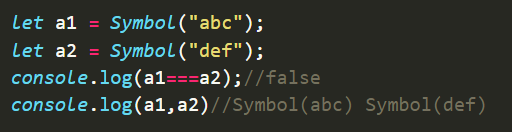 let a1 = Symbol("abc");
let a2 = Symbol("def");
console.log(a1===a2);//false
console.log(a1,a2)//Symbol(abc) Symbol(def)